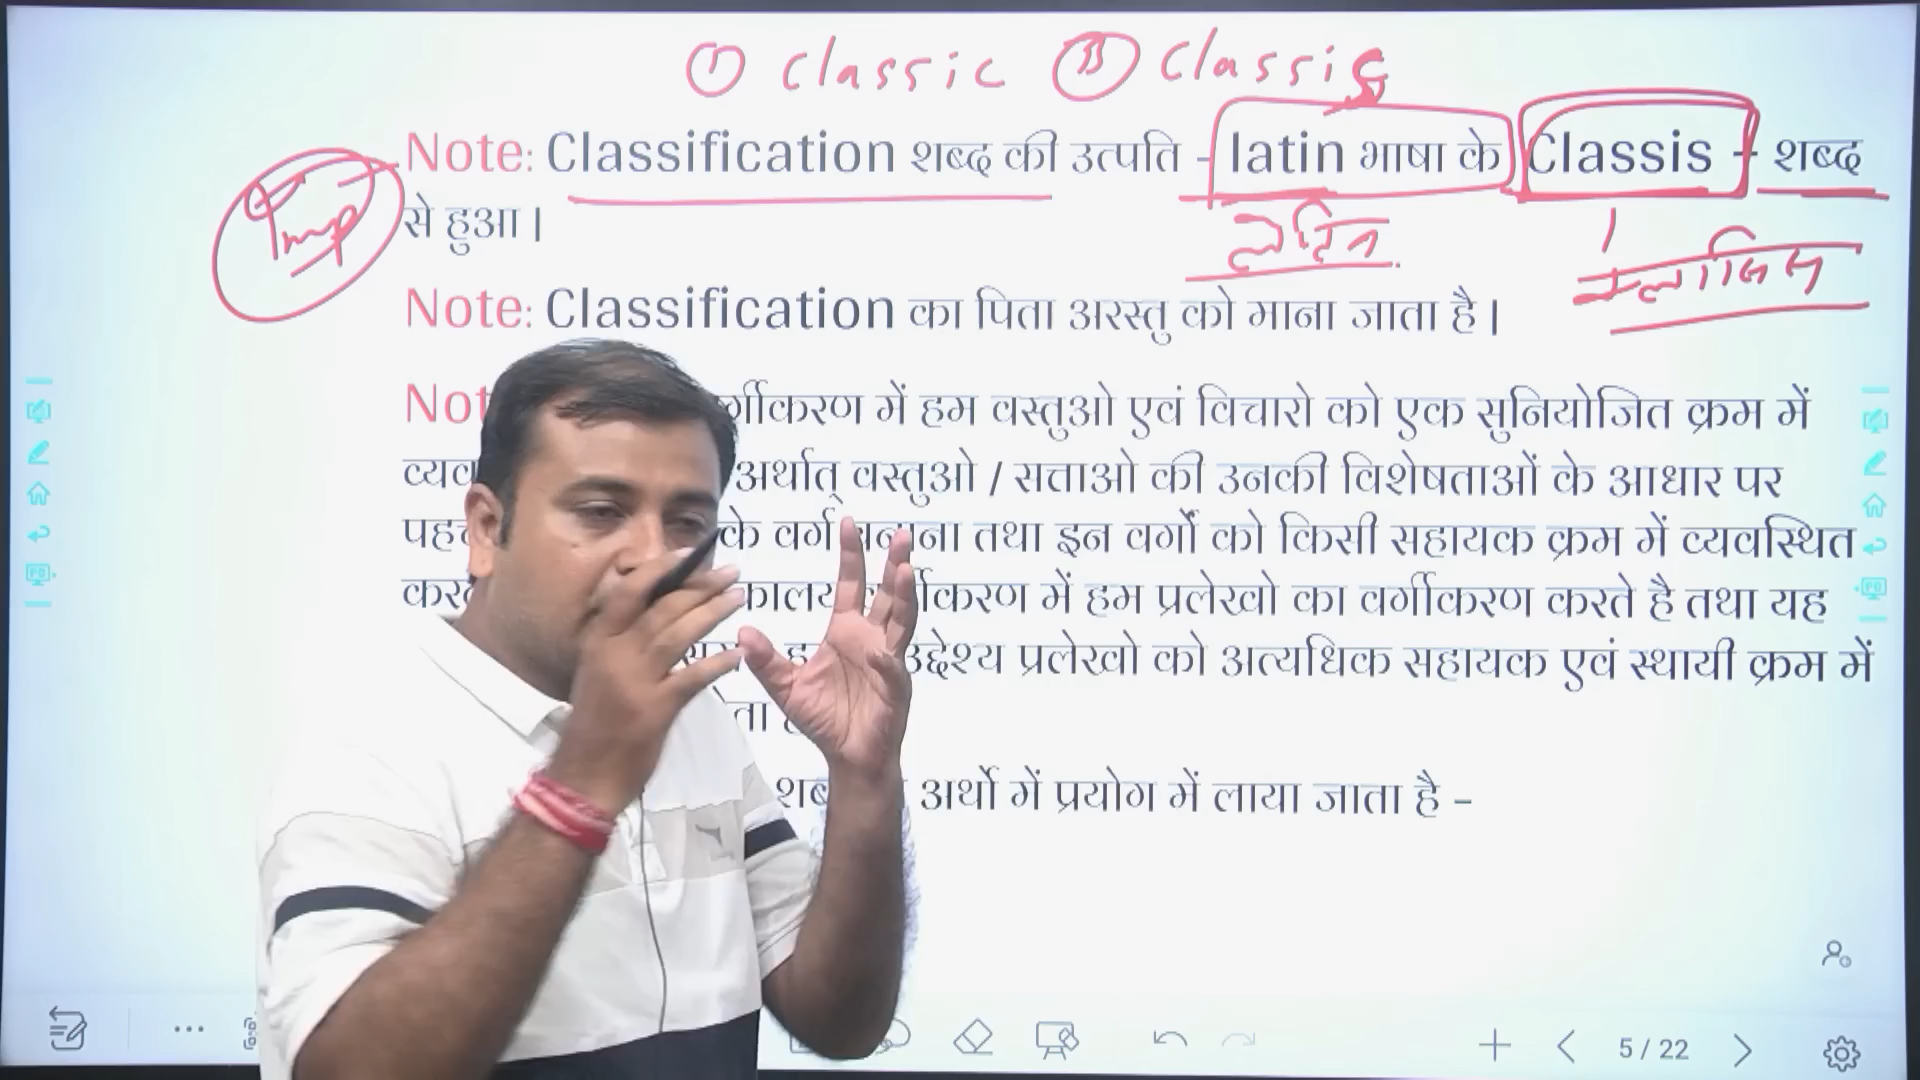 ① Classic ② Classis
Note: Classification शब्द की उत्पति - latin भाषा के Classis - शब्द
Imp
से हुआ।
लेटिन
क्लासिस
Note: Classification का पिता अरस्तु को माना जाता है।
Not र्गीकरण में हम वस्तुओ एवं विचारो को एक सुनियोजित क्रम में
व्यव अर्थात् वस्तुओ / सत्ताओ की उनकी विशेषताओं के आधार पर
पहच के वर्ग बनाना तथा इन वर्गों को किसी सहायक क्रम में व्यवस्थित
कर कालय र्गीकरण में हम प्रलेखो का वर्गीकरण करते है तथा यह
उद्देश्य प्रलेखो को अत्यधिक सहायक एवं स्थायी क्रम में
अर्थो में प्रयोग में लाया जाता है –
5 / 22